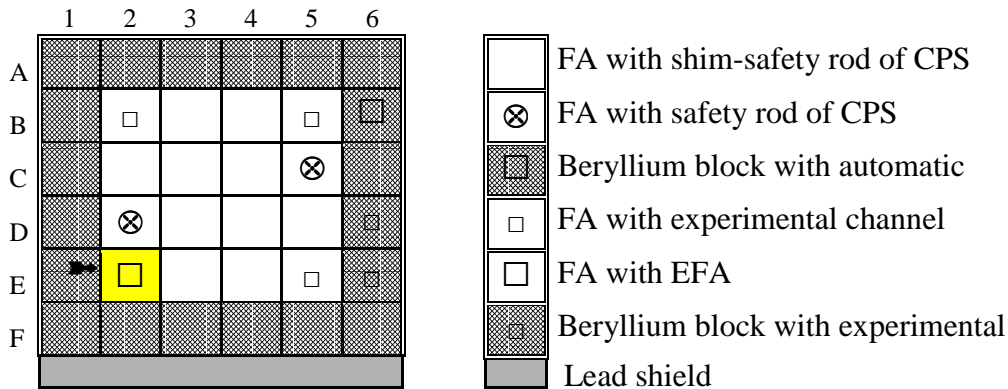 1 2 3 4 5 6
A
B
C
D
E
F
FA with shim-safety rod of CPS
FA with safety rod of CPS
Beryllium block with automatic
FA with experimental channel
FA with EFA
Beryllium block with experimental
Lead shield